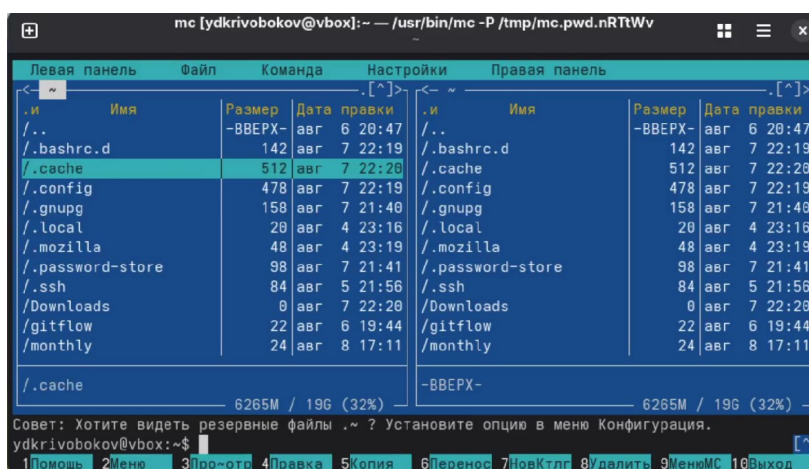 mc [ydkrivobokov@vbox]:~ — /usr/bin/mc -P /tmp/mc.pwd.nRTtWv
~
Левая панель Файл Команда Настройки Правая панель
<— ~ .[^]> <— ~ .[^]>
.и Имя Размер Дата правки .и Имя Размер Дата правки
/.. -ВВЕРХ- авг 6 20:47 /.. -ВВЕРХ- авг 6 20:47
/.bashrc.d 142 авг 7 22:19 /.bashrc.d 142 авг 7 22:19
/.cache 512 авг 7 22:20 /.cache 512 авг 7 22:20
/.config 478 авг 7 22:19 /.config 478 авг 7 22:19
/.gnupg 158 авг 7 21:40 /.gnupg 158 авг 7 21:40
/.local 20 авг 4 23:16 /.local 20 авг 4 23:16
/.mozilla 48 авг 4 23:19 /.mozilla 48 авг 4 23:19
/.password-store 98 авг 7 21:41 /.password-store 98 авг 7 21:41
/.ssh 84 авг 5 21:56 /.ssh 84 авг 5 21:56
/Downloads 0 авг 7 22:20 /Downloads 0 авг 7 22:20
/gitflow 22 авг 6 19:44 /gitflow 22 авг 6 19:44
/monthly 24 авг 8 17:11 /monthly 24 авг 8 17:11
/.cache -ВВЕРХ-
6265M / 19G (32%) 6265M / 19G (32%)
Совет: Хотите видеть резервные файлы .~ ? Установите опцию в меню Конфигурация.
ydkrivobokov@vbox:~$ [^
1Помощь 2Меню 3Про~отр 4Правка 5Копия 6Перенос 7НовКтлг 8Удалить 9МенюMC 10Выход